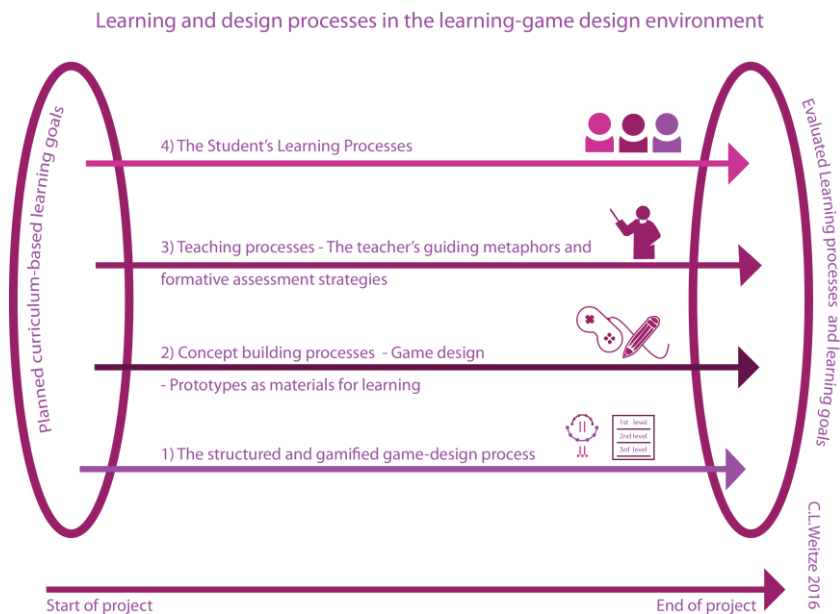 Learning and design processes in the learning-game design environment
Planned curriculum-based learning goals
4) The Student's Learning Processes
3) Teaching processes - The teacher's guiding metaphors and
formative assessment strategies
2) Concept building processes - Game design
- Prototypes as materials for learning
1) The structured and gamified game-design process
1st level
2nd level
3rd level
Evaluated Learning processes and learning goals
C.L.Weitze 2016
Start of project
End of project